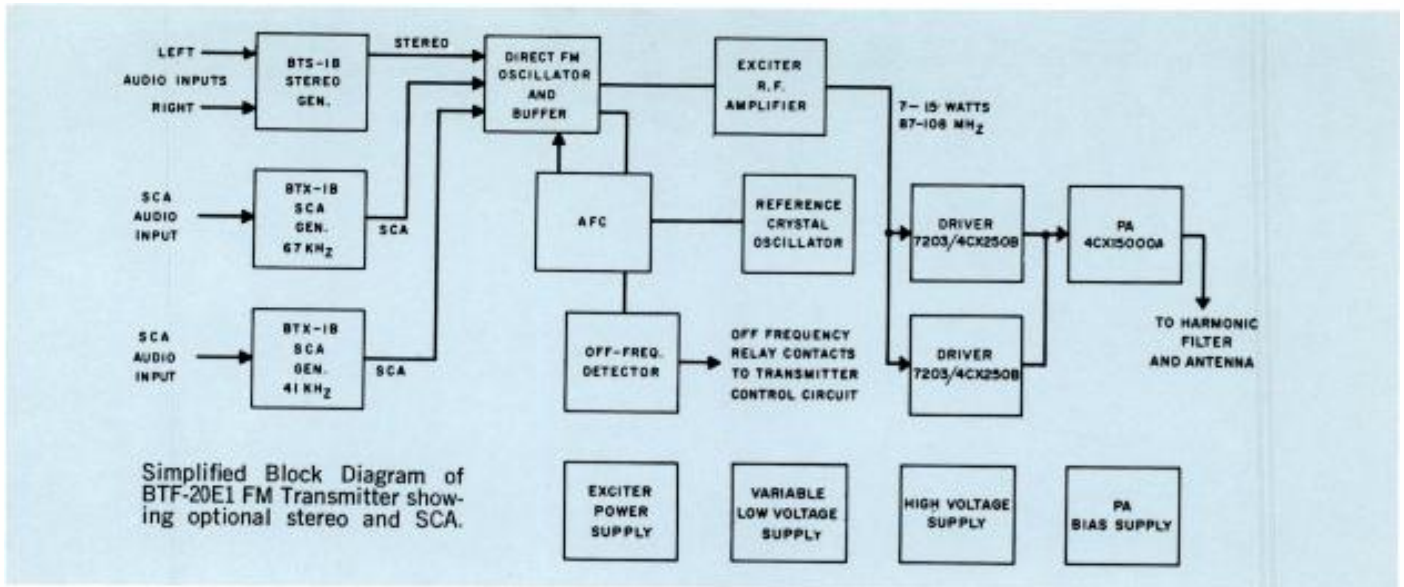 LEFT
AUDIO INPUTS
RIGHT
BTS-1B
STEREO
GEN.
STEREO
DIRECT FM
OSCILLATOR
AND
BUFFER
EXCITER
R.F.
AMPLIFIER
7-15 WATTS
87-108 MHZ
SCA
AUDIO
INPUT
BTX-1B
SCA
GEN.
67 KHZ
SCA
AFC
REFERENCE
CRYSTAL
OSCILLATOR
DRIVER
7203/4CX250B
PA
4CX15000A
SCA
AUDIO
INPUT
BTX-1B
SCA
GEN.
41 KHZ
SCA
OFF-FREQ.
DETECTOR
OFF FREQUENCY
RELAY CONTACTS
TO TRANSMITTER
CONTROL CIRCUIT
DRIVER
7203/4CX250B
TO HARMONIC
FILTER
AND ANTENNA
Simplified Block Diagram of
BTF-20E1 FM Transmitter show-
ing optional stereo and SCA.
EXCITER
POWER
SUPPLY
VARIABLE
LOW VOLTAGE
SUPPLY
HIGH VOLTAGE
SUPPLY
PA
BIAS SUPPLY